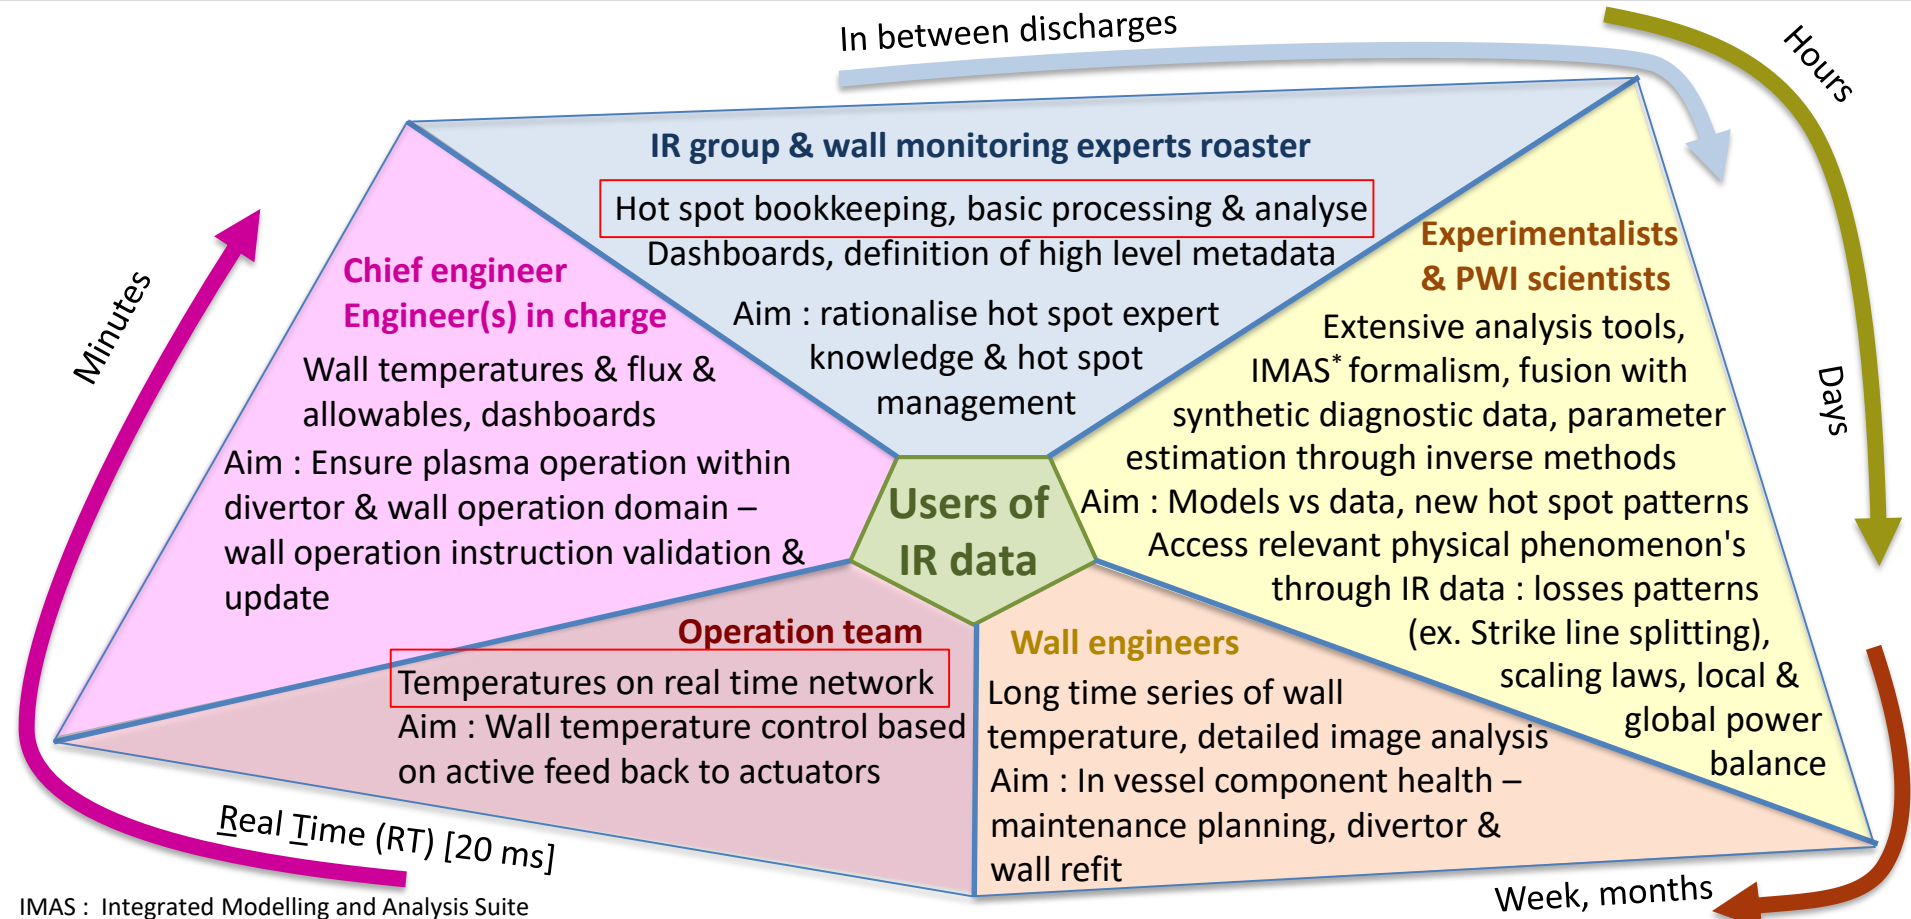 In between discharges
Hours
IR group & wall monitoring experts roaster
Hot spot bookkeeping, basic processing & analyse
Dashboards, definition of high level metadata
Aim : rationalise hot spot expert
knowledge & hot spot
management
Minutes
Chief engineer
Engineer(s) in charge
Wall temperatures & flux &
allowables, dashboards
Aim : Ensure plasma operation within
divertor & wall operation domain –
wall operation instruction validation &
update
Experimentalists
& PWI scientists
Extensive analysis tools,
IMAS* formalism, fusion with
synthetic diagnostic data, parameter
estimation through inverse methods
Aim : Models vs data, new hot spot patterns
Access relevant physical phenomenon's
through IR data : losses patterns
(ex. Strike line splitting),
scaling laws, local &
global power
balance
Days
Users of
IR data
Operation team
Temperatures on real time network
Aim : Wall temperature control based
on active feed back to actuators
Wall engineers
Long time series of wall
temperature, detailed image analysis
Aim : In vessel component health –
maintenance planning, divertor &
wall refit
Real Time (RT) [20 ms]
Week, months
IMAS : Integrated Modelling and Analysis Suite